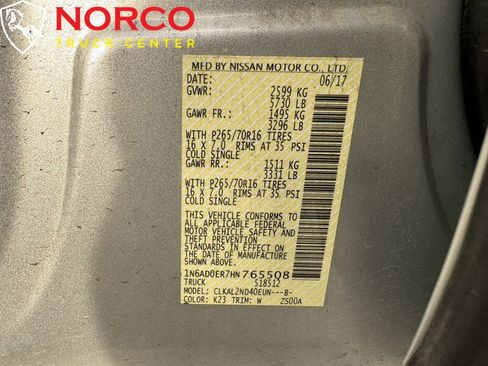 NORCO
TRUCK CENTER
MFD BY NISSAN MOTOR CO., LTD.
DATE: 06/17
GVWR: 2599 KG
5730 LB
GAWR FR.: 1495 KG
3296 LB
WITH P265/70R16 TIRES
16 X 7.0 RIMS AT 35 PSI
COLD SINGLE
GAWR RR.: 1511 KG
3331 LB
WITH P265/70R16 TIRES
16 X 7.0 RIMS AT 35 PSI
COLD SINGLE
THIS VEHICLE CONFORMS TO
ALL APPLICABLE FEDERAL
MOTOR VEHICLE SAFETY AND
THEFT PREVENTION
STANDARDS IN EFFECT ON
THE DATE OF MANUFACTURE
SHOWN ABOVE.
1N6AD0ER7HN765508
TRUCK 518512
MODEL: CLKAL2ND40EUN---B-
COLOR: K23 TRIM: W ZS00A